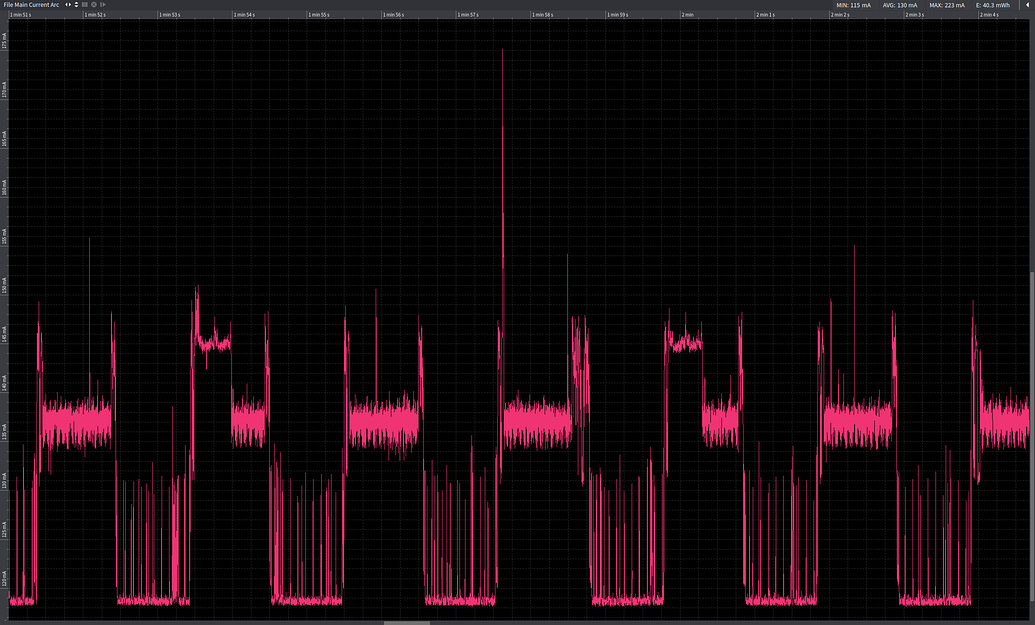 File Main Current Arc MIN: 115 mA AVG: 130 mA MAX: 223 mA E: 40.3 mWh
1 min 51 s 1 min 52 s 1 min 53 s 1 min 54 s 1 min 55 s 1 min 56 s 1 min 57 s 1 min 58 s 1 min 59 s 2 min 2 min 1 s 2 min 2 s 2 min 3 s 2 min 4 s
175 mA
170 mA
165 mA
160 mA
155 mA
150 mA
145 mA
140 mA
135 mA
130 mA
125 mA
120 mA